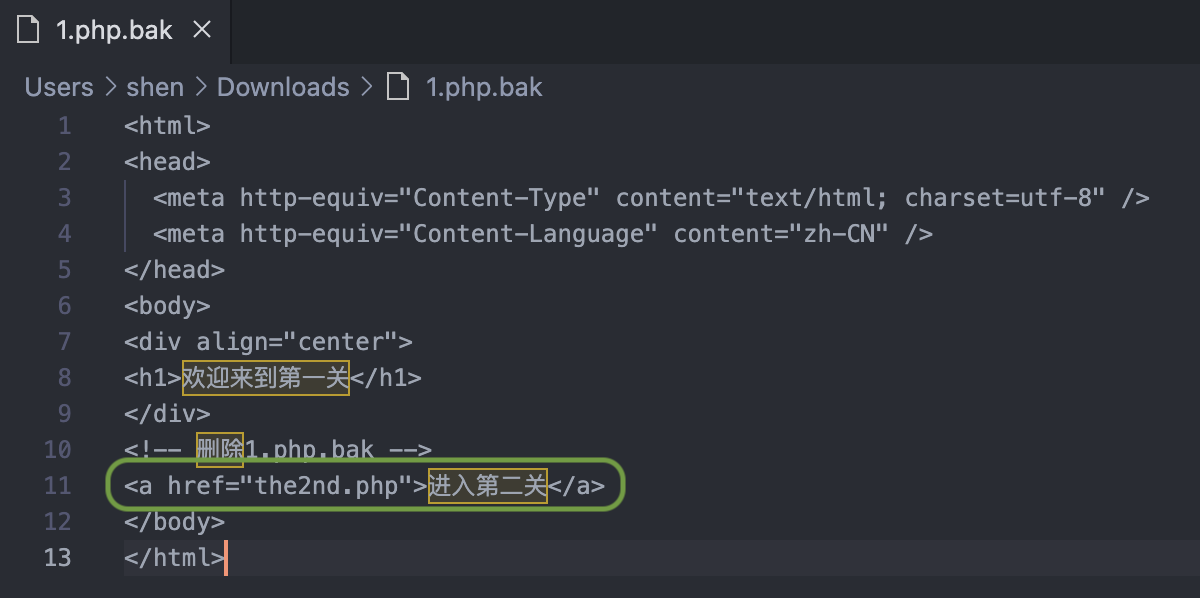 1.php.bak
Users > shen > Downloads > 1.php.bak
1 <html>
2 <head>
3 <meta http-equiv="Content-Type" content="text/html; charset=utf-8" />
4 <meta http-equiv="Content-Language" content="zh-CN" />
5 </head>
6 <body>
7 <div align="center">
8 <h1>欢迎来到第一关</h1>
9 </div>
10 <!-- 删除1.php.bak -->
11 <a href="the2nd.php">进入第二关</a>
12 </body>
13 </html>